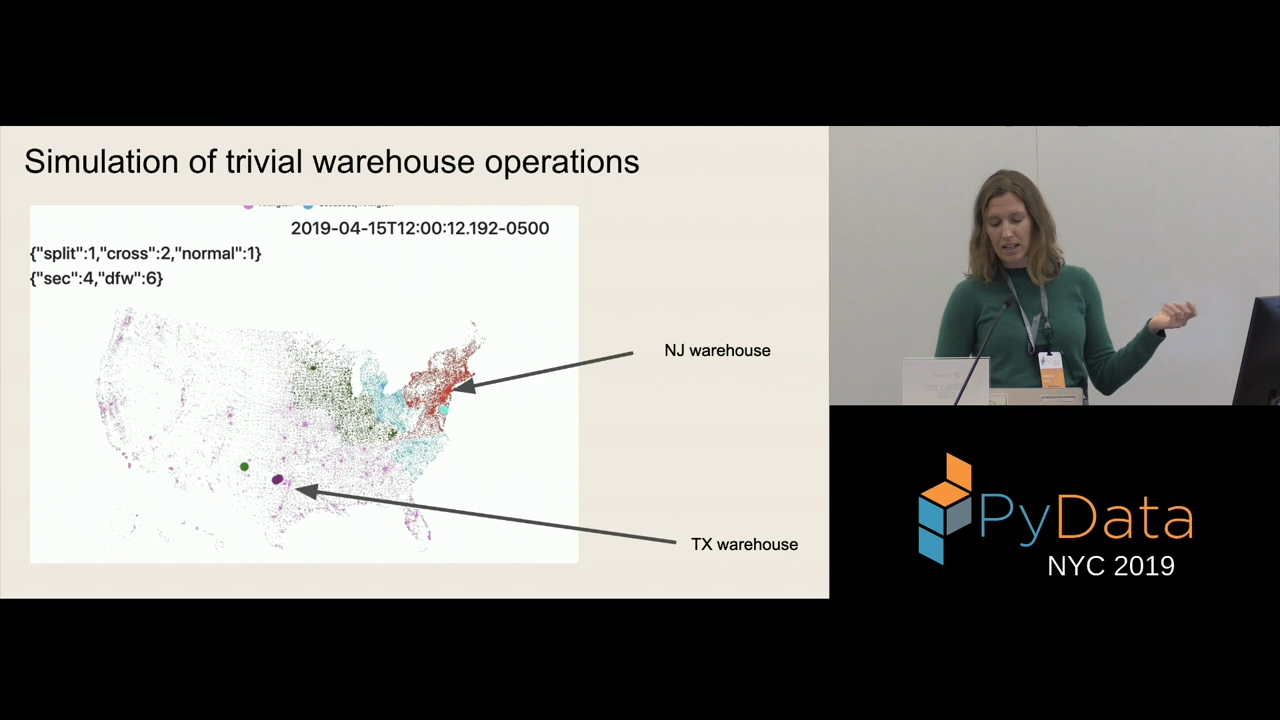 Simulation of trivial warehouse operations
2019-04-15T12:00:12.192-0500
{"split":1,"cross":2,"normal":1}
{"sec":4,"dfw":6}
NJ warehouse
TX warehouse
PyData
NYC 2019